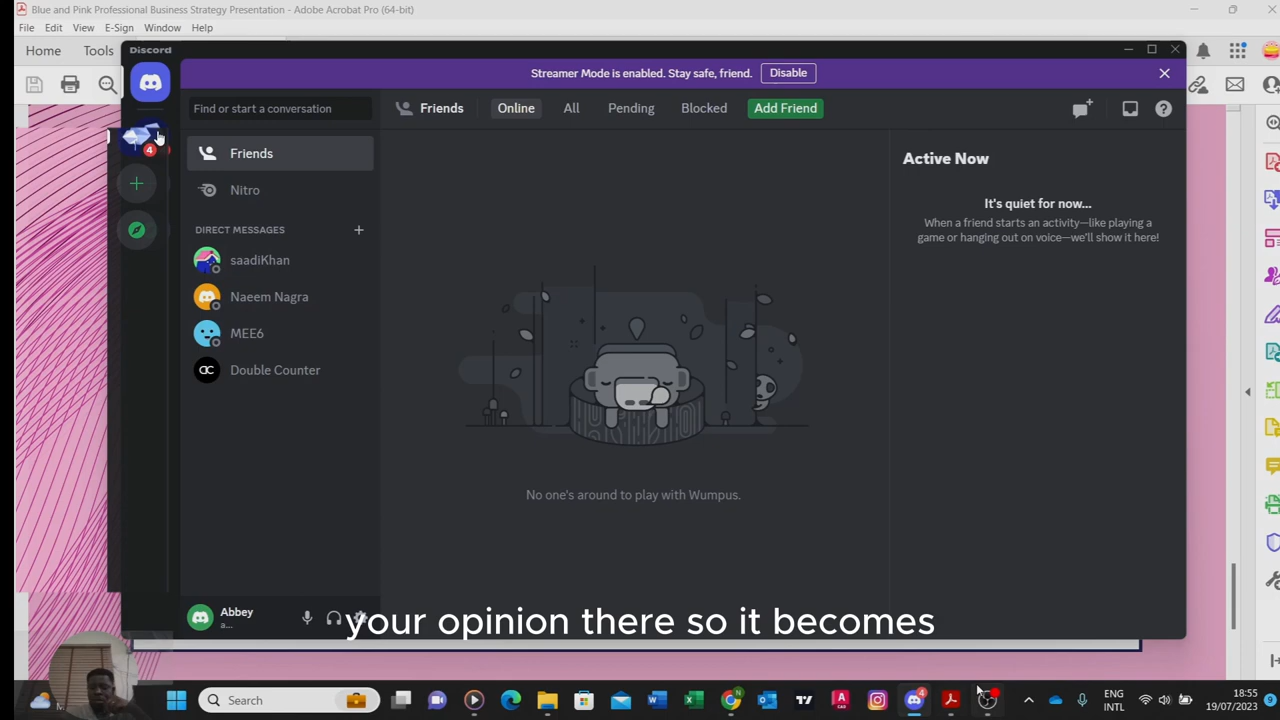 Blue and Pink Professional Business Strategy Presentation - Adobe Acrobat Pro (64-bit)
File Edit View E-Sign Window Help
Home Tools
Discord
Streamer Mode is enabled. Stay safe, friend. Disable
Find or start a conversation
Friends Online All Pending Blocked Add Friend
4
Friends
Nitro
DIRECT MESSAGES
saadiKhan
Naeem Nagra
MEE6
Double Counter
Active Now
It's quiet for now...
When a friend starts an activity—like playing a
game or hanging out on voice—we'll show it here!
No one's around to play with Wumpus.
Abbey
a...
your opinion there so it becomes
Search
ENG
INTL
18:55
19/07/2023